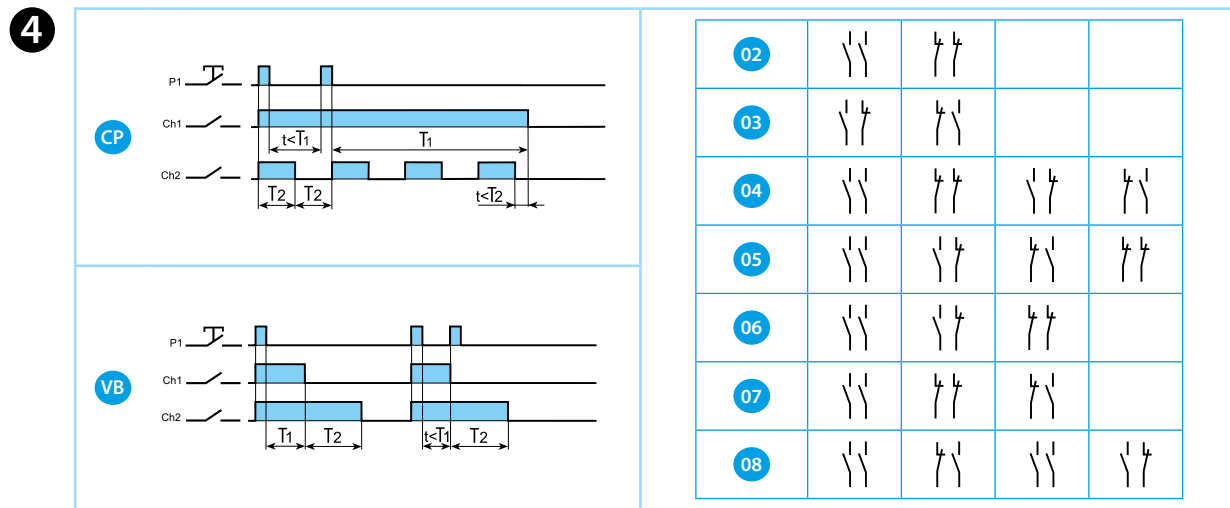 4
CP
P1
Ch1
t<T1 T1
Ch2
T2 T2 t<T2
VB
P1
Ch1
Ch2
T1 T2 t<T1 T2
02
03
04
05
06
07
08